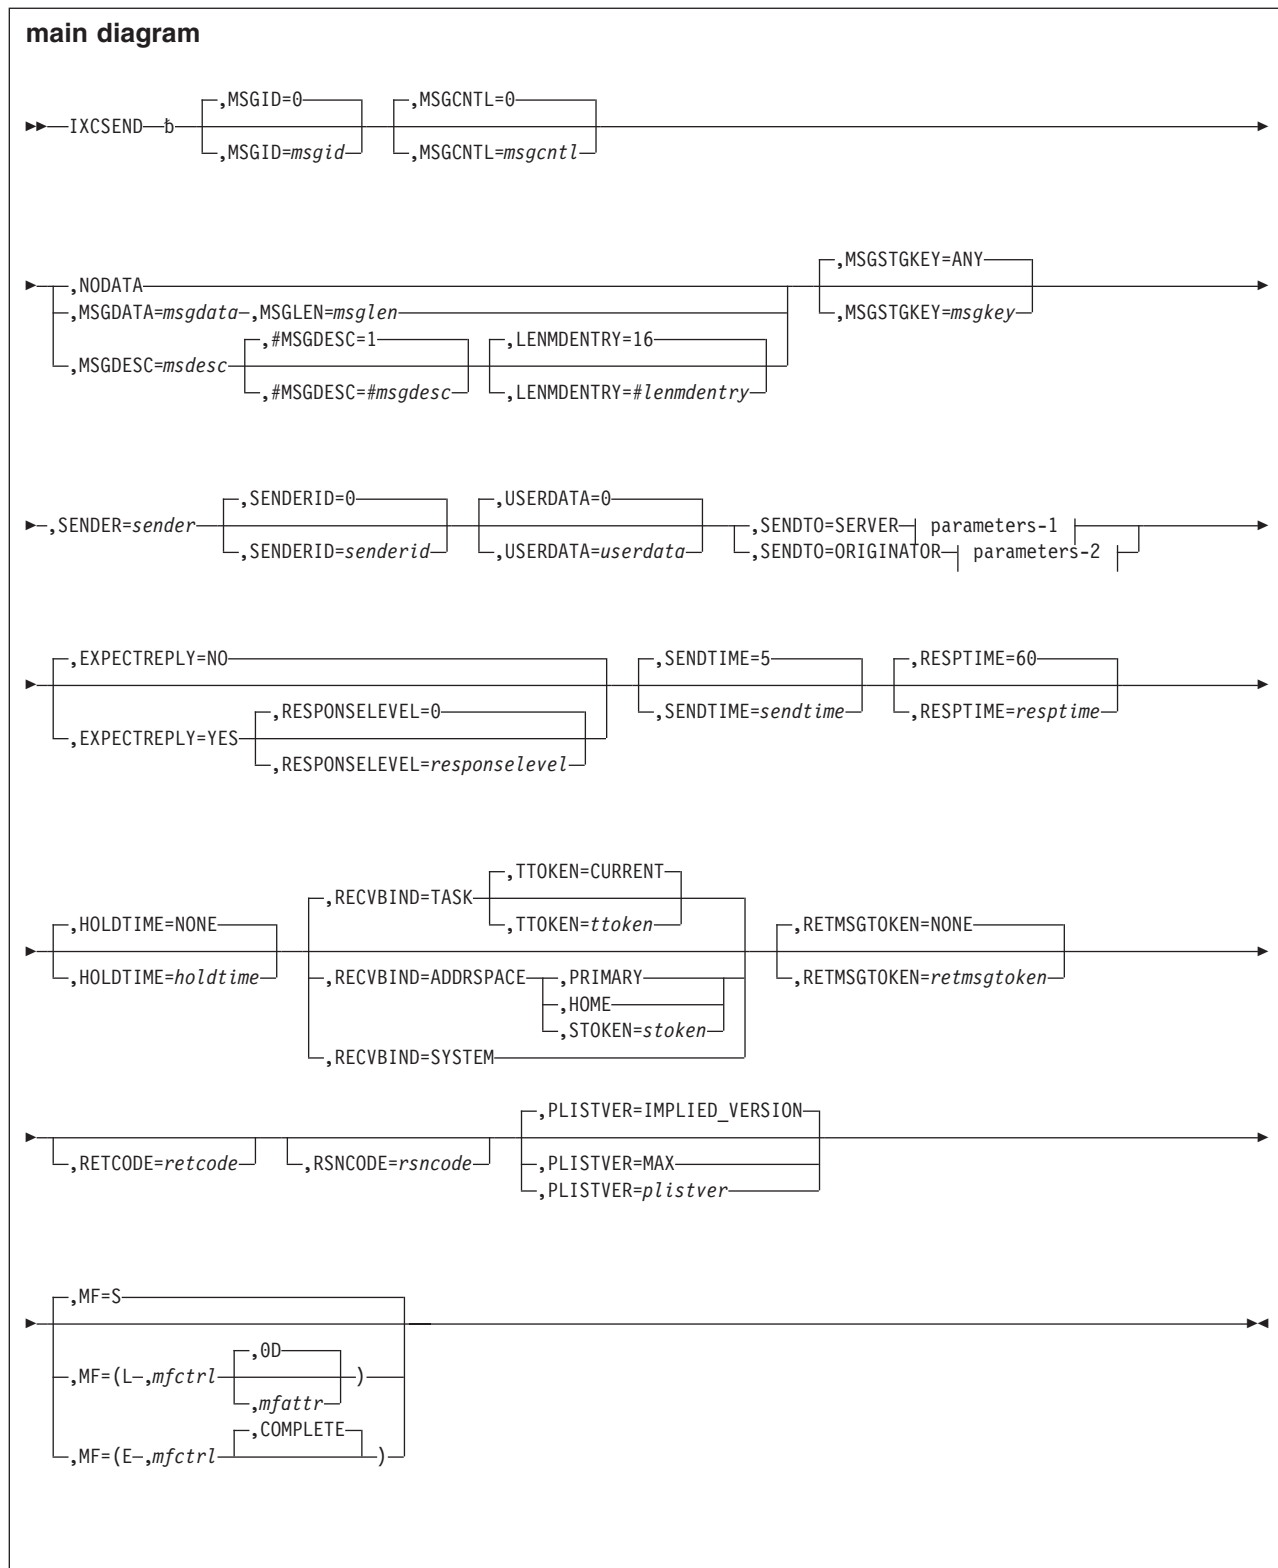 main diagram
,MSGID=0 ,MSGCNTL=0
IXCSEND ƀ
,MSGID=msgid ,MSGCNTL=msgcntl
,NODATA ,MSGSTGKEY=ANY
,MSGDATA=msgdata ,MSGLEN=msglen ,MSGSTGKEY=msgkey
,#MSGDESC=1 ,LENMDENTRY=16
,MSGDESC=msdesc
,#MSGDESC=#msgdesc ,LENMDENTRY=#lenmdentry
,SENDERID=0 ,USERDATA=0
,SENDER=sender ,SENDTO=SERVER parameters-1
,SENDERID=senderid ,USERDATA=userdata ,SENDTO=ORIGINATOR parameters-2
,EXPECTREPLY=NO ,SENDTIME=5 ,RESPTIME=60
,RESPONSELEVEL=0 ,SENDTIME=sendtime ,RESPTIME=resptime
,EXPECTREPLY=YES
,RESPONSELEVEL=responselevel
,TTOKEN=CURRENT
,RECVBIND=TASK
,HOLDTIME=NONE ,TTOKEN=ttoken ,RETMSGTOKEN=NONE
,HOLDTIME=holdtime ,RECVBIND=ADDRSPACE ,PRIMARY ,RETMSGTOKEN=retmsgtoken
,HOME
,STOKEN=stoken
,RECVBIND=SYSTEM
,PLISTVER=IMPLIED_VERSION
,RETCODE=retcode ,RSNCODE=rsncode ,PLISTVER=MAX
,PLISTVER=plistver
,MF=S
,0D
,MF=(L ,mfctrl )
,mfattr
,COMPLETE
,MF=(E ,mfctrl )